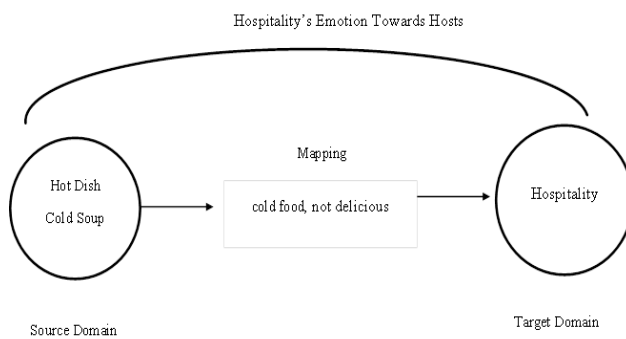 Hospitality’s Emotion Towards Hosts
Mapping
Hot Dish
Cold Soup
cold food, not delicious
Hospitality
Source Domain
Target Domain